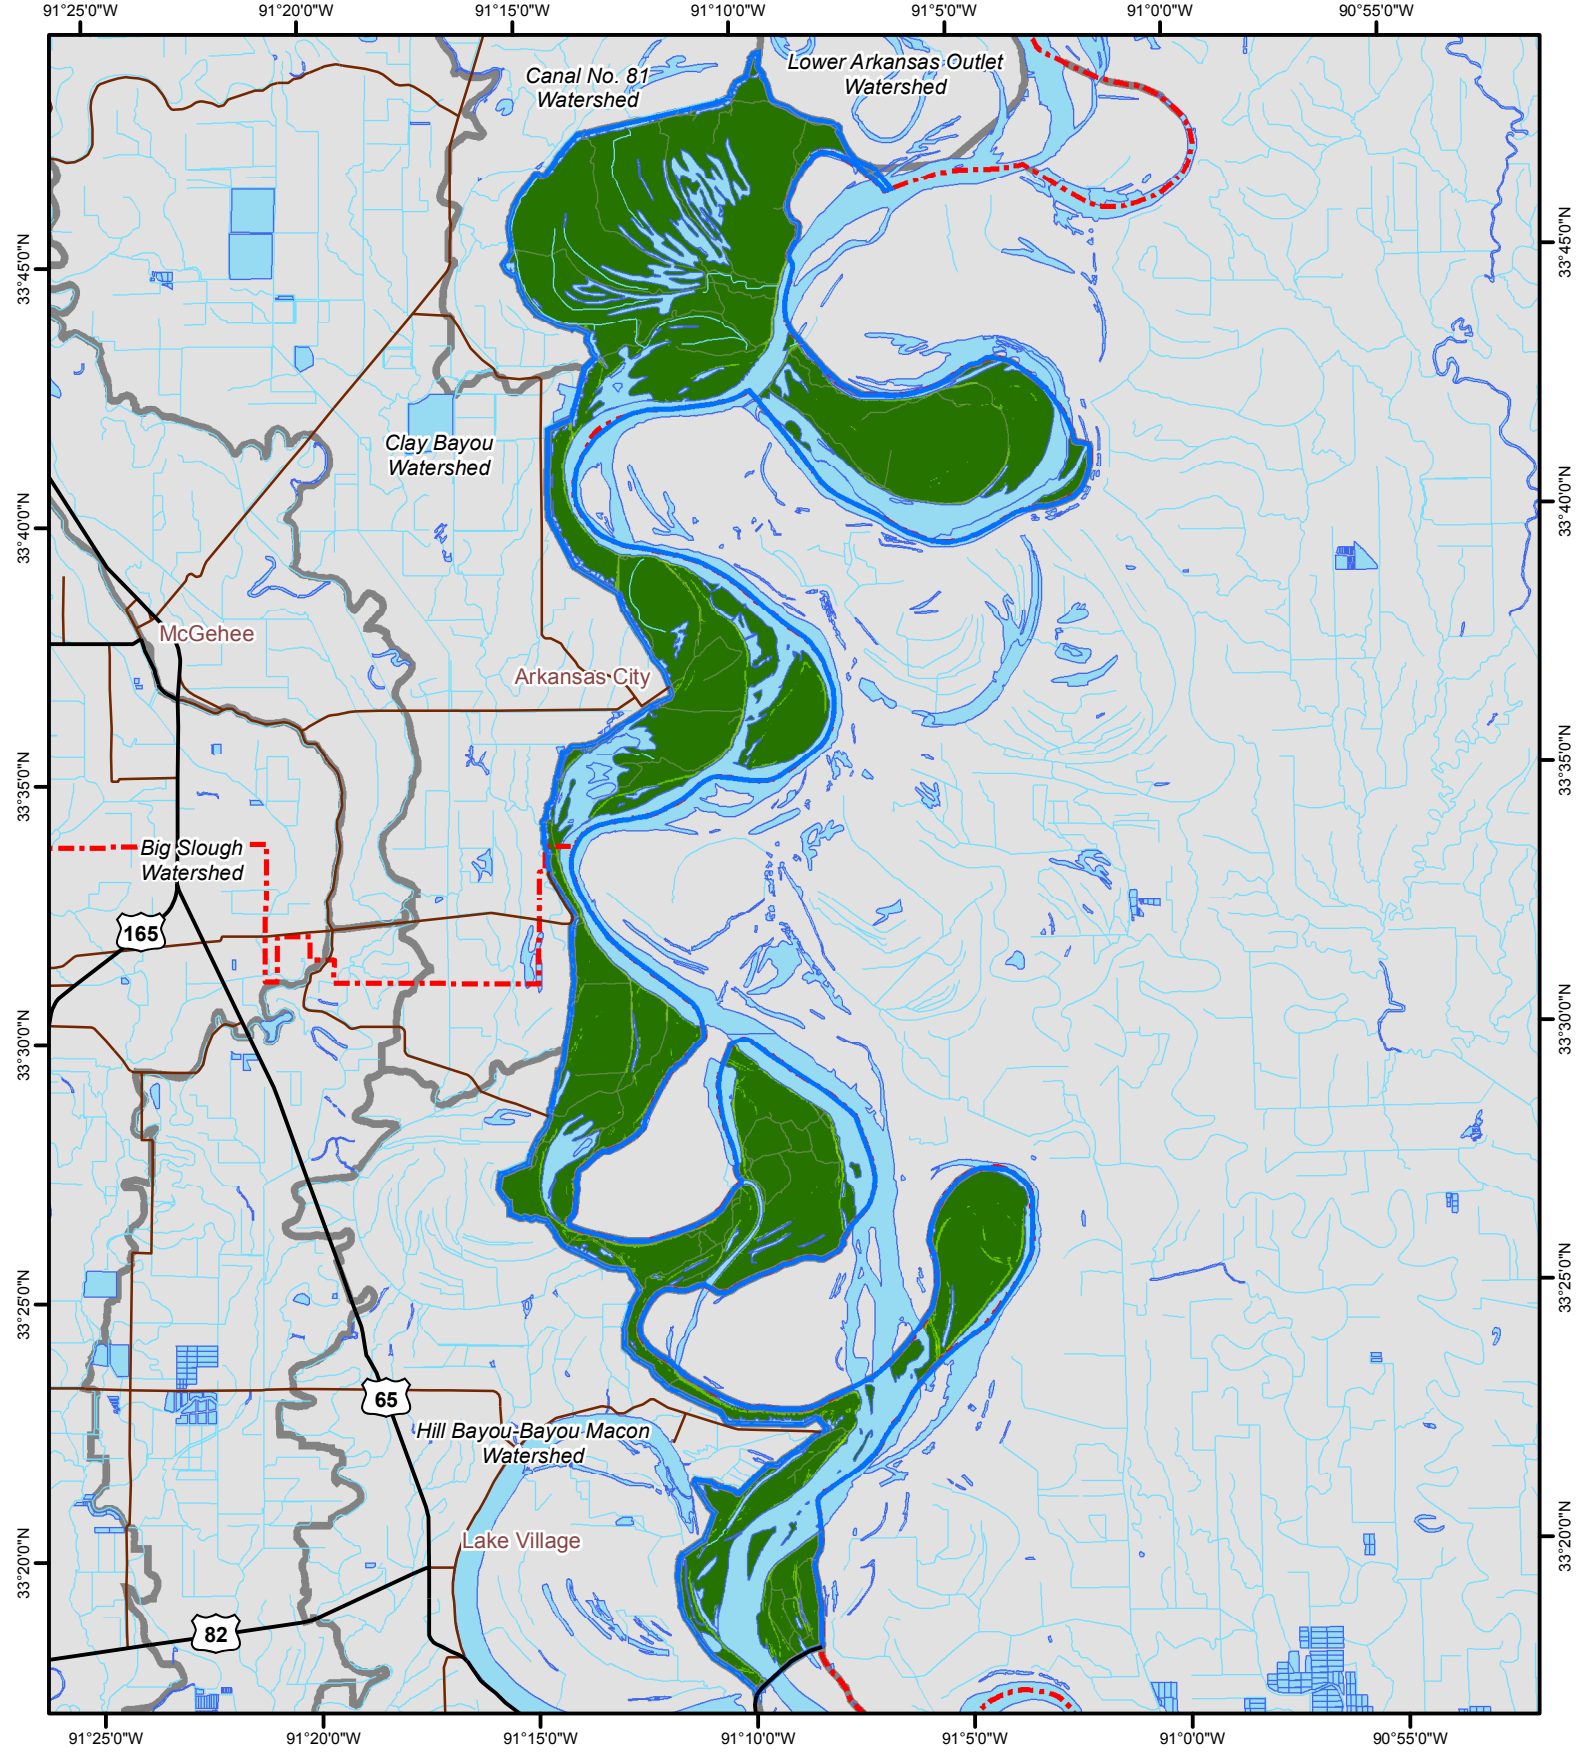 91°25'0"W
91°20'0"W
91°15'0"W
91°10'0"W
91°5'0"W
91°0'0"W
90°55'0"W
Canal No. 81
Watershed
Lower Arkansas Outlet
Watershed
33°45'0"N
33°45'0"N
Clay Bayou
Watershed
33°40'0"N
33°40'0"N
McGehee
Arkansas City
33°35'0"N
33°35'0"N
Big Slough
Watershed
165
33°30'0"N
33°30'0"N
33°25'0"N
33°25'0"N
65
Hill Bayou-Bayou Macon
Watershed
Lake Village
33°20'0"N
33°20'0"N
82
91°25'0"W
91°20'0"W
91°15'0"W
91°10'0"W
91°5'0"W
91°0'0"W
90°55'0"W